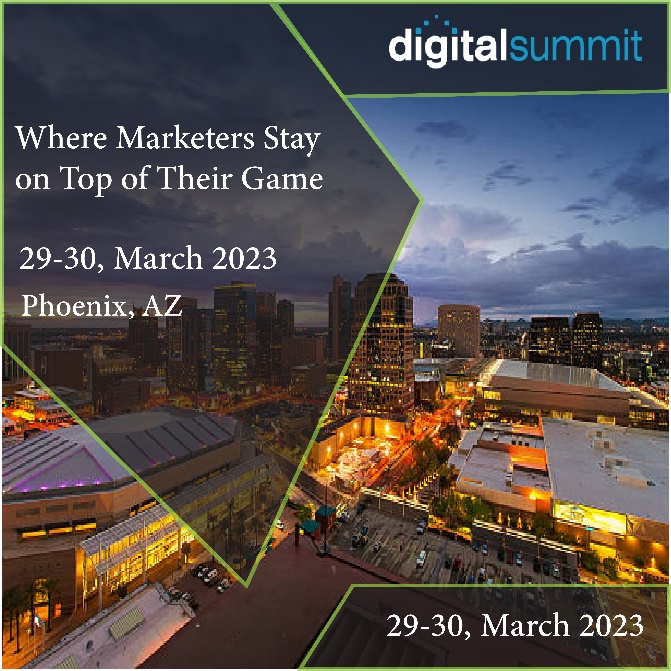 digitalsummit
Where Marketers Stay
on Top of Their Game
29-30, March 2023
Phoenix, AZ
29-30, March 2023